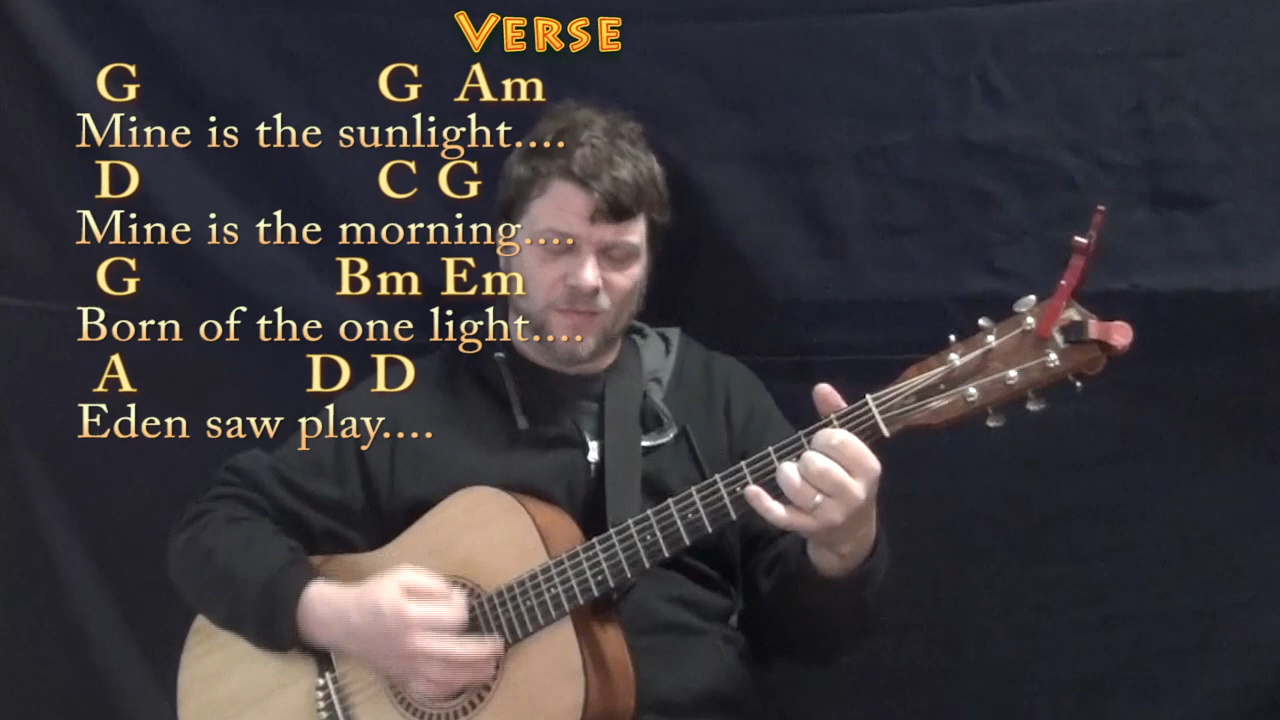 VERSE
G G Am
Mine is the sunlight....
D C G
Mine is the morning....
G Bm Em
Born of the one light....
A D D
Eden saw play....